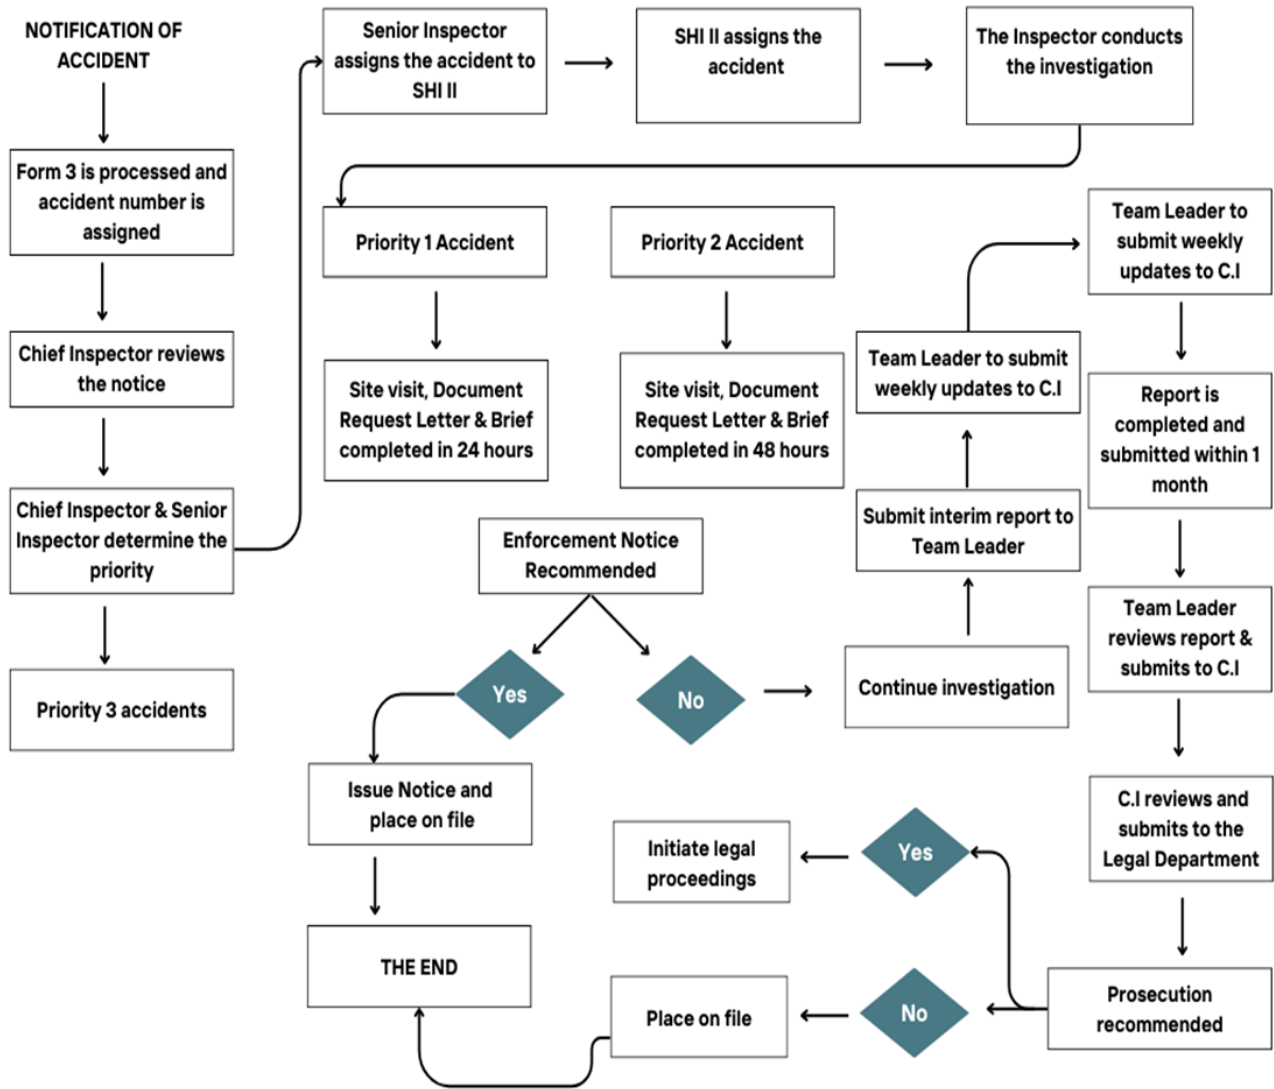 NOTIFICATION OF
ACCIDENT
Form 3 is processed and
accident number is
assigned
Chief Inspector reviews
the notice
Chief Inspector & Senior
Inspector determine the
priority
Priority 3 accidents
Senior Inspector
assigns the accident to
SHI II
SHI II assigns the
accident
The Inspector conducts
the investigation
Priority 1 Accident
Site visit, Document
Request Letter & Brief
completed in 24 hours
Priority 2 Accident
Site visit, Document
Request Letter & Brief
completed in 48 hours
Enforcement Notice
Recommended
Yes
No
Issue Notice and
place on file
THE END
Continue investigation
Submit interim report to
Team Leader
Team Leader to submit
weekly updates to C.I
Team Leader to
submit weekly
updates to C.I
Report is
completed and
submitted within 1
month
Team Leader
reviews report &
submits to C.I
C.I reviews and
submits to the
Legal Department
Prosecution
recommended
Yes
Initiate legal
proceedings
No
Place on file